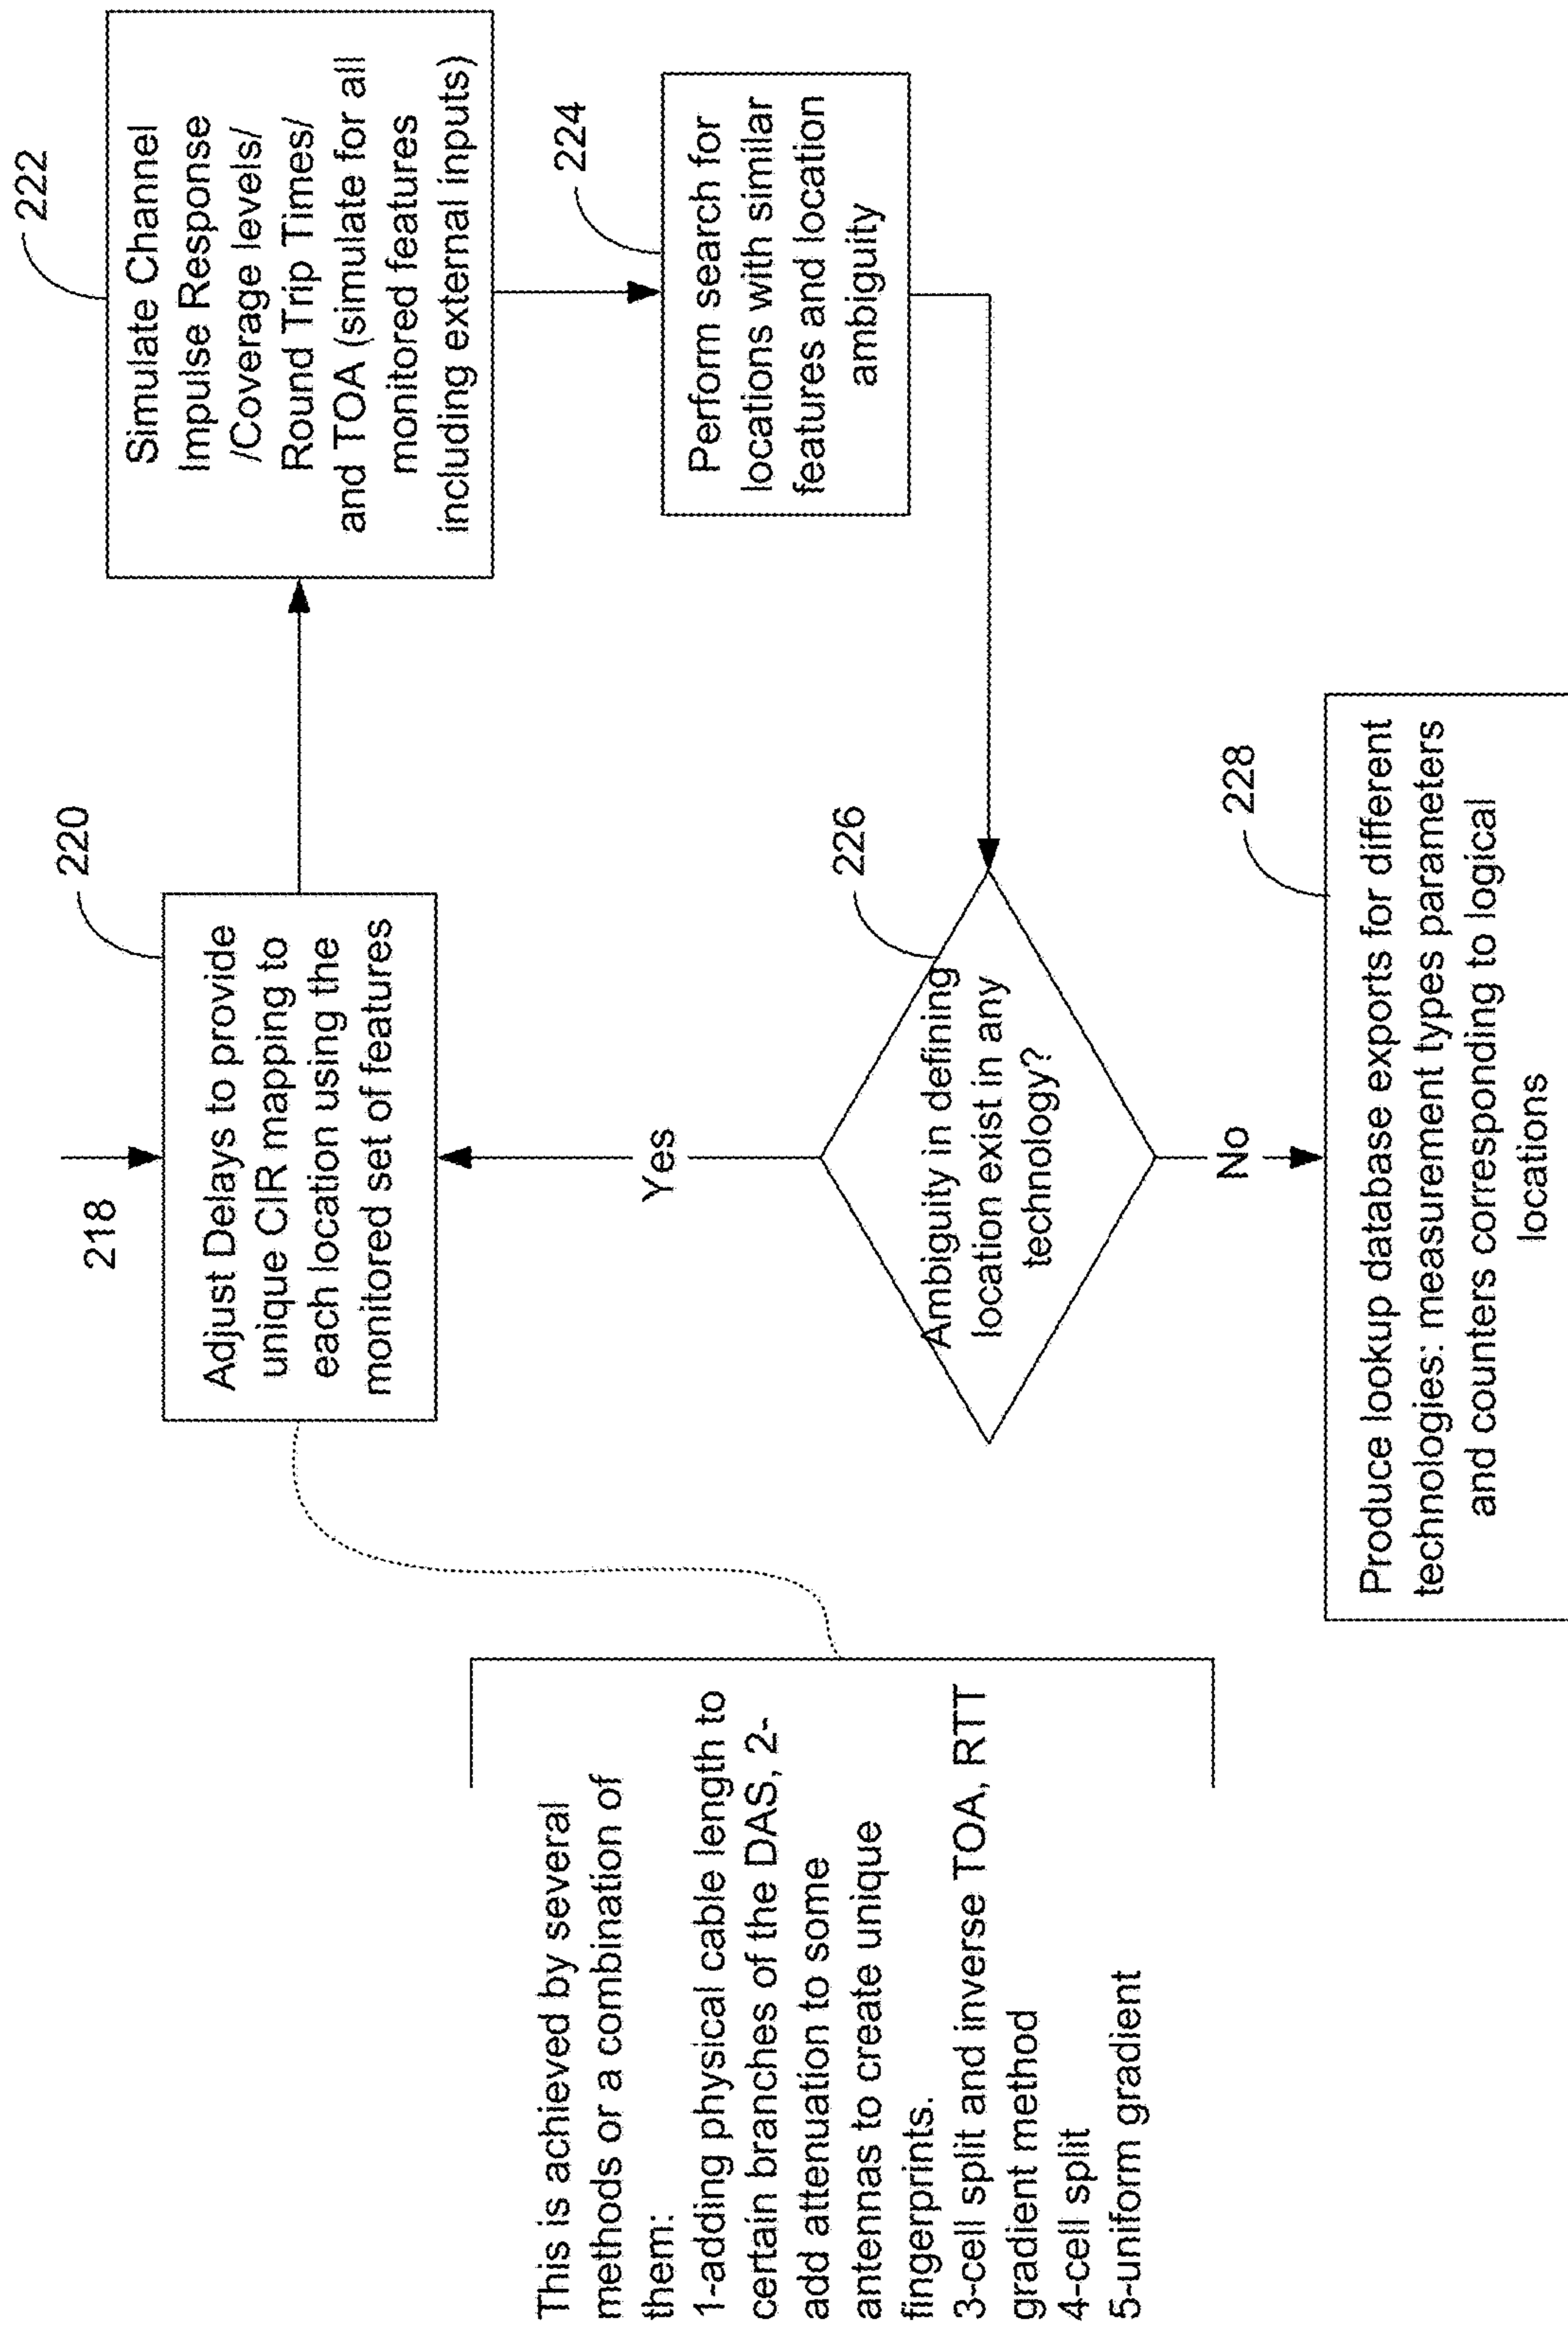 218
220
Adjust Delays to provide
unique CIR mapping to
each location using the
monitored set of features
222
Simulate Channel
Impulse Response
/Coverage levels/
Round Trip Times/
and TOA (simulate for all
monitored features
including external inputs)
224
Perform search for
locations with similar
features and location
ambiguity
226
Ambiguity in defining
location exist in any
technology?
Yes
No
228
Produce lookup database exports for different
technologies: measurement types parameters
and counters corresponding to logical
locations
This is achieved by several
methods or a combination of
them:
1-adding physical cable length to
certain branches of the DAS, 2-
add attenuation to some
antennas to create unique
fingerprints.
3-cell split and inverse TOA, RTT
gradient method
4-cell split
5-uniform gradient